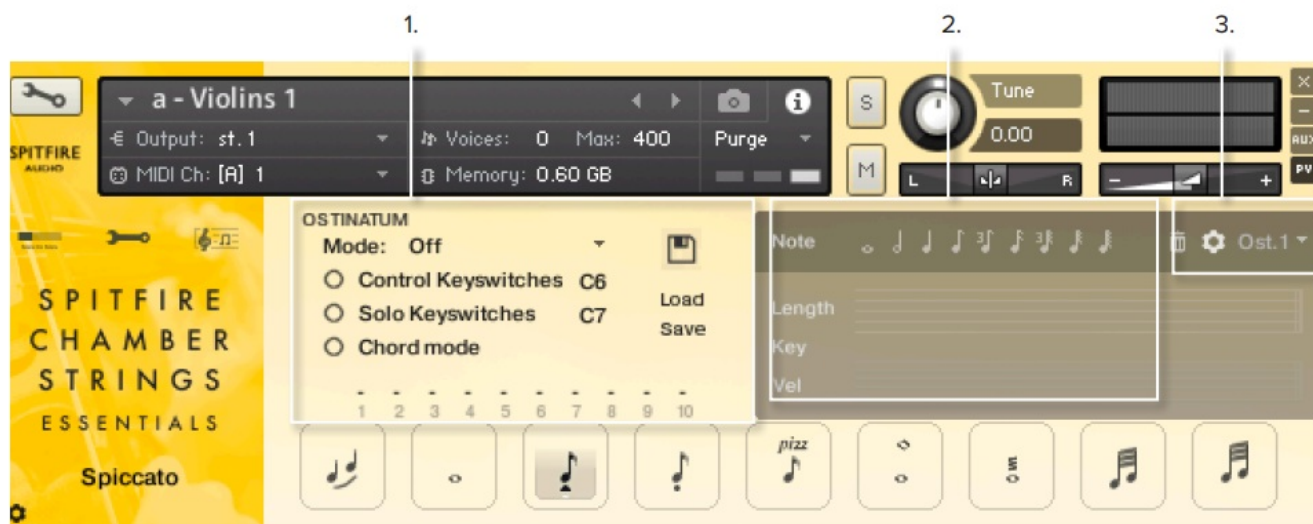 1. 2. 3.
SPITFIRE
AUDIO
a - Violins 1
Output: st. 1 Voices: 0 Max: 400 Purge
MIDI Ch: [A] 1 Memory: 0.60 GB
i
S
M
Tune
0.00
L R
- +
×
-
AUX
PV
SPITFIRE
CHAMBER
STRINGS
ESSENTIALS
Spiccato
OSTINATUM
Mode: Off
Control Keyswitches C6
Solo Keyswitches C7
Chord mode
Load
Save
- - - - - - - - - -
1 2 3 4 5 6 7 8 9 10
Note
Ost.1
Length
Key
Vel
pizz